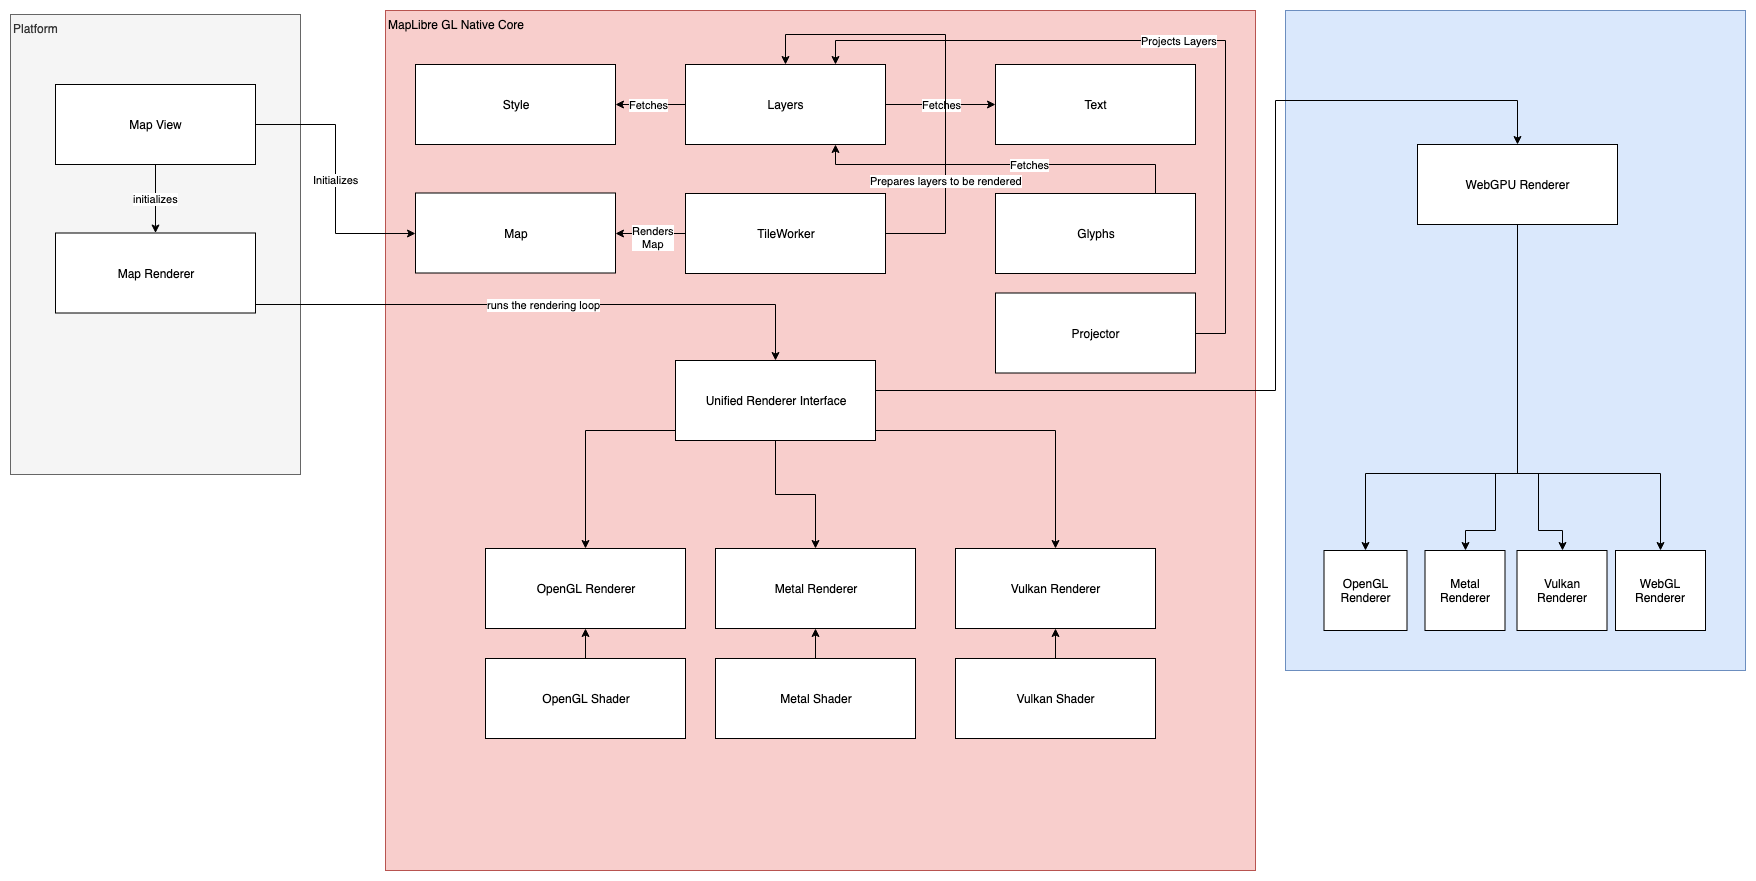 Platform
Map View
Initializes
initializes
Map Renderer
MapLibre GL Native Core
Projects Layers
Style
Fetches
Layers
Fetches
Text
Fetches
Prepares layers to be rendered
Map
Renders
Map
TileWorker
Glyphs
runs the rendering loop
Projector
Unified Renderer Interface
OpenGL Renderer
Metal Renderer
Vulkan Renderer
OpenGL Shader
Metal Shader
Vulkan Shader
WebGPU Renderer
OpenGL
Renderer
Metal
Renderer
Vulkan
Renderer
WebGL
Renderer